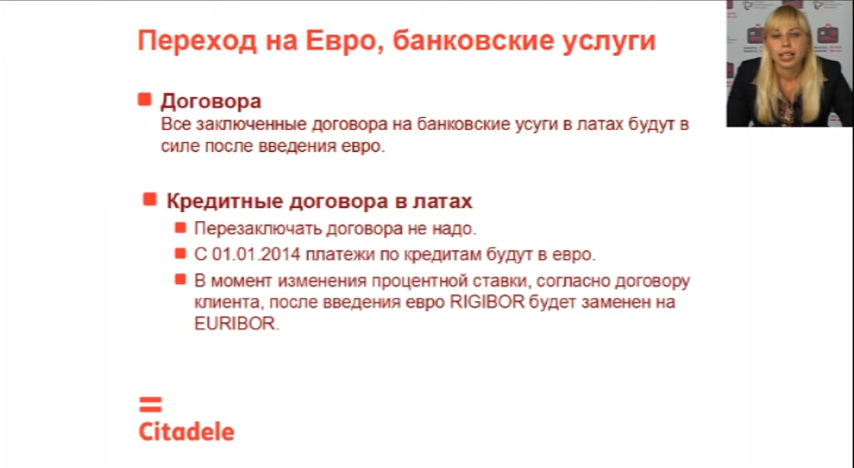 Переход на Евро, банковские услуги
Договора
Все заключенные договора на банковские усуги в латах будут в
силе после введения евро.
Кредитные договора в латах
Перезаключать договора не надо.
С 01.01.2014 платежи по кредитам будут в евро.
В момент изменения процентной ставки, согласно договору
клиента, после введения евро RIGIBOR будет заменен на
EURIBOR.
Citadele